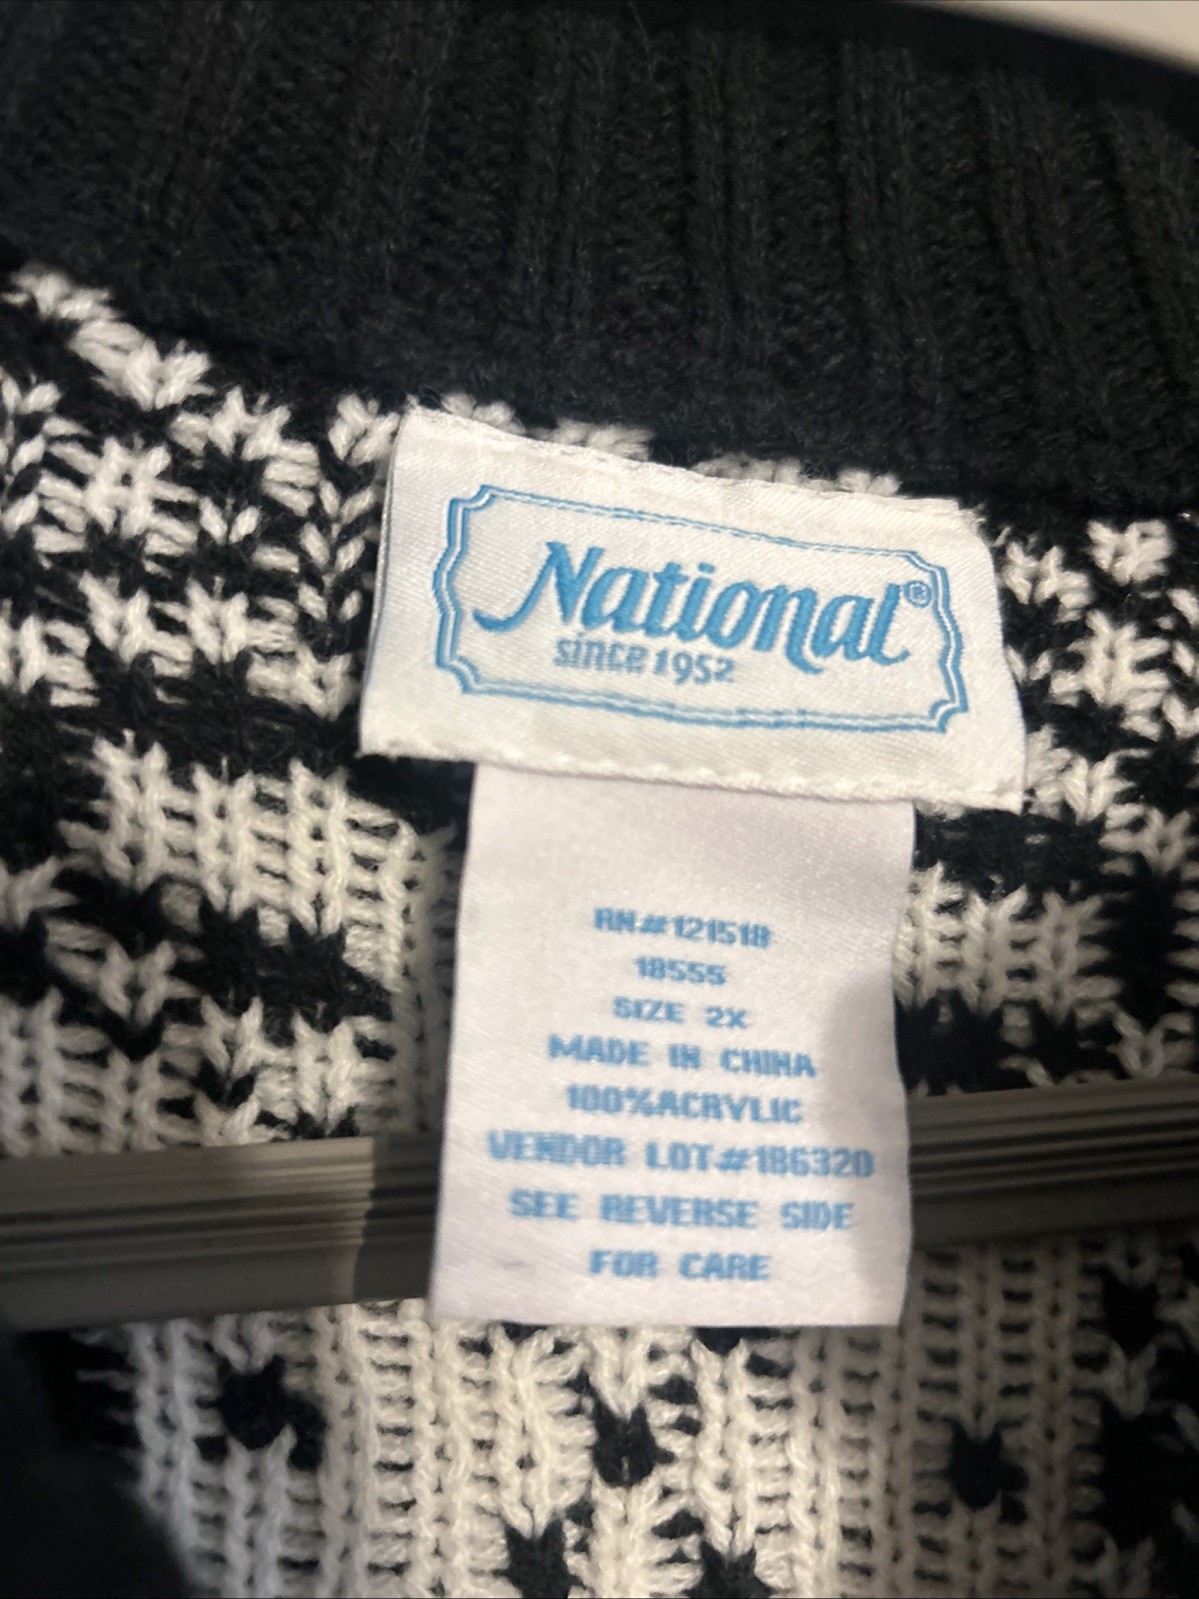 National®
since 1952
RN#121518
18555
SIZE 2X
MADE IN CHINA
100%ACRYLIC
VENDOR LOT#186320
SEE REVERSE SIDE
FOR CARE